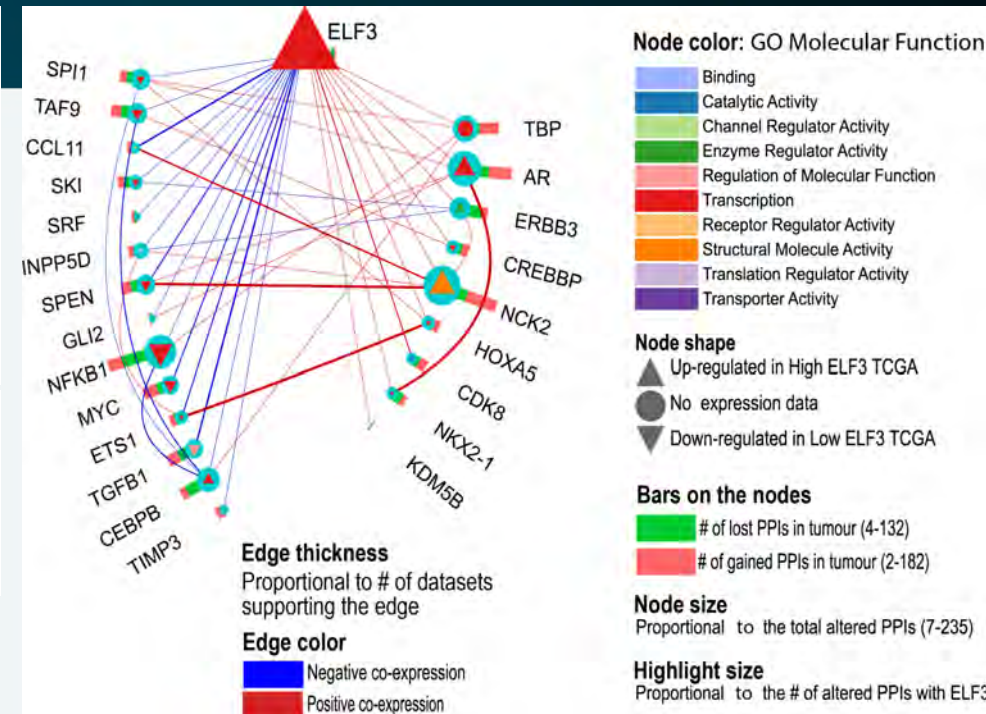 ELF3
SPI1
TAF9
CCL11
SKI
SRF
INPP5D
SPEN
GLI2
NFKB1
MYC
ETS1
TGFB1
CEBPB
TIMP3
TBP
AR
ERBB3
CREBBP
NCK2
HOXA5
CDK8
NKX2-1
KDM5B
Edge thickness
Proportional to # of datasets
supporting the edge
Edge color
Negative co-expression
Positive co-expression
Node color: GO Molecular Function
Binding
Catalytic Activity
Channel Regulator Activity
Enzyme Regulator Activity
Regulation of Molecular Function
Transcription
Receptor Regulator Activity
Structural Molecule Activity
Translation Regulator Activity
Transporter Activity
Node shape
Up-regulated in High ELF3 TCGA
No expression data
Down-regulated in Low ELF3 TCGA
Bars on the nodes
# of lost PPIs in tumour (4-132)
# of gained PPIs in tumour (2-182)
Node size
Proportional to the total altered PPIs (7-235)
Highlight size
Proportional to the # of altered PPIs with ELF3